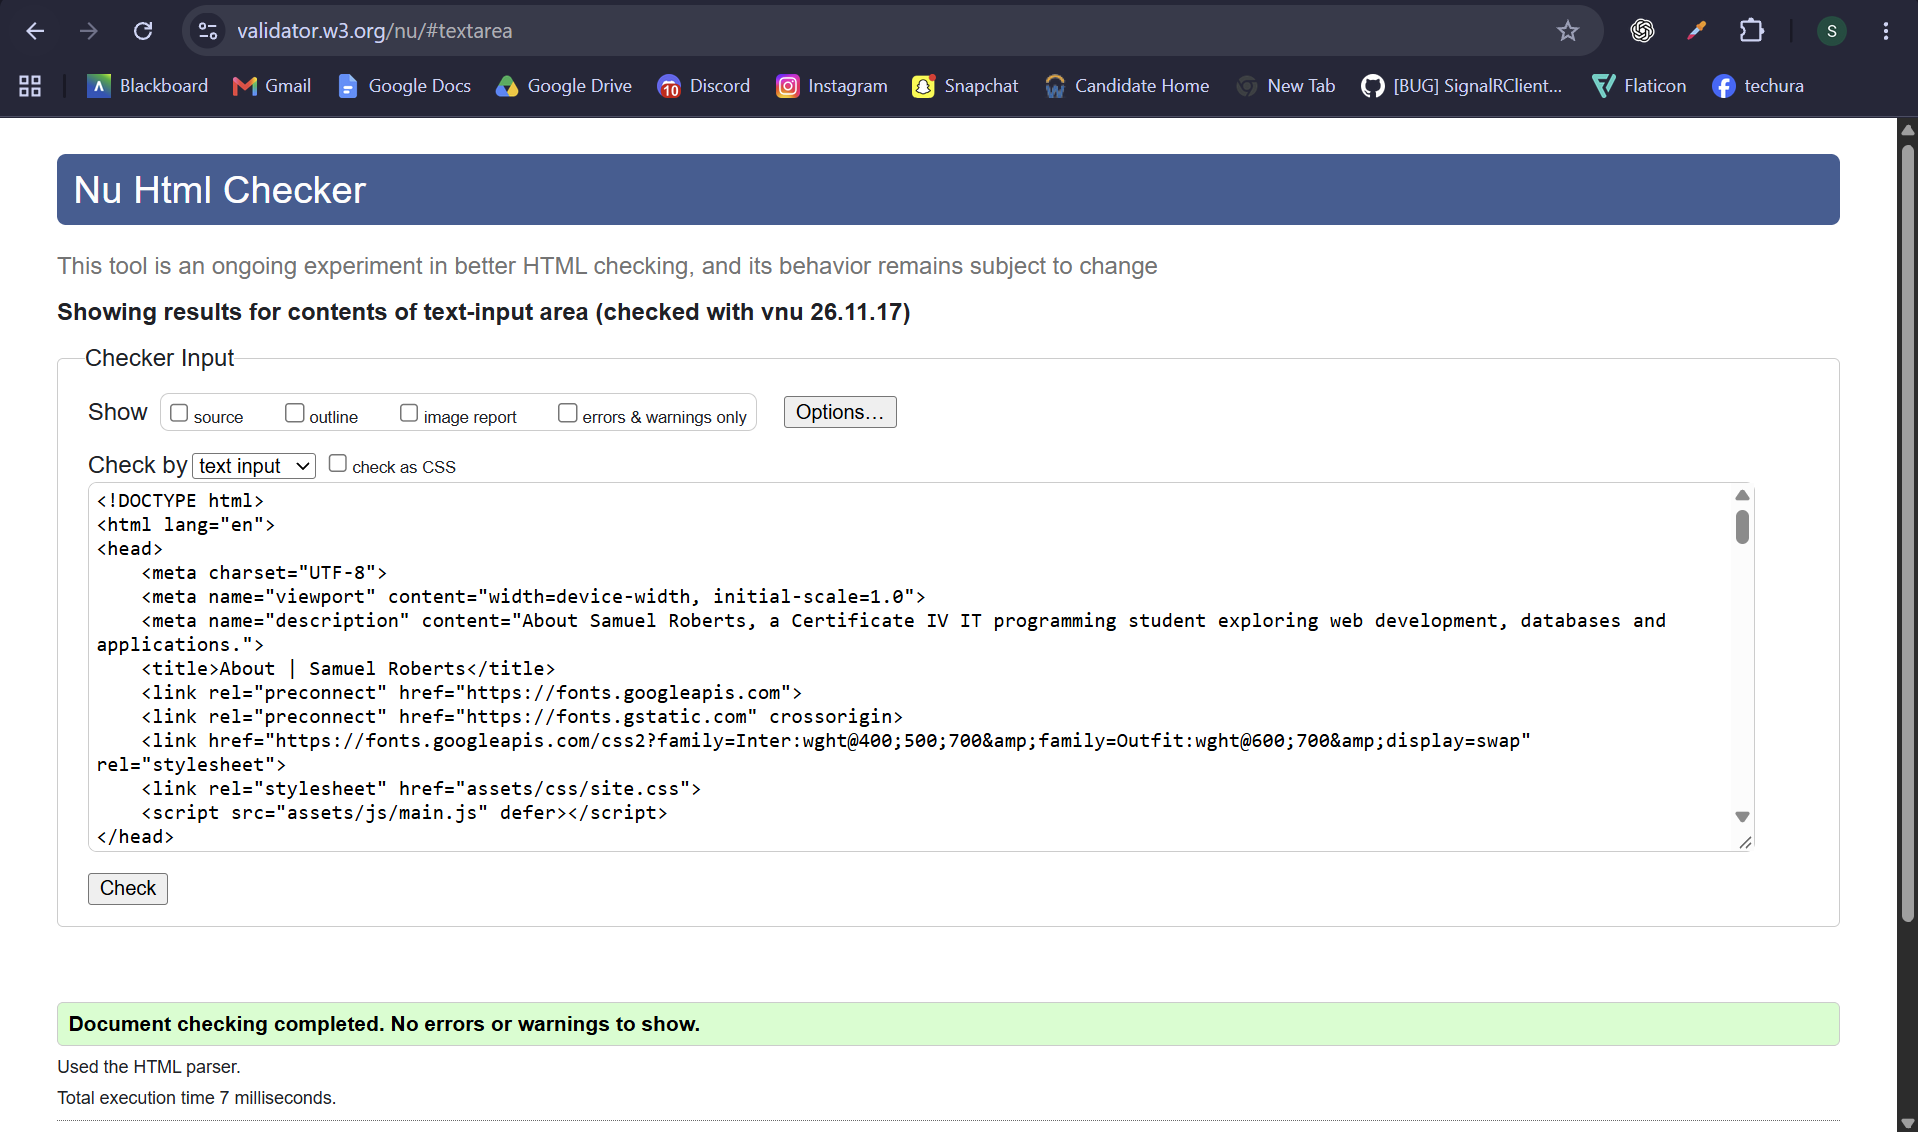 validator.w3.org/nu/#textarea
S
Blackboard Gmail Google Docs Google Drive 10 Discord Instagram Snapchat Candidate Home New Tab [BUG] SignalRClient... Flaticon techura
Nu Html Checker
This tool is an ongoing experiment in better HTML checking, and its behavior remains subject to change
Showing results for contents of text-input area (checked with vnu 26.11.17)
Checker Input
Show source outline image report errors & warnings only Options...
Check by text input check as CSS
<!DOCTYPE html>
<html lang="en">
<head>
    <meta charset="UTF-8">
    <meta name="viewport" content="width=device-width, initial-scale=1.0">
    <meta name="description" content="About Samuel Roberts, a Certificate IV IT programming student exploring web development, databases and
applications.">
    <title>About | Samuel Roberts</title>
    <link rel="preconnect" href="https://fonts.googleapis.com">
    <link rel="preconnect" href="https://fonts.gstatic.com" crossorigin>
    <link href="https://fonts.googleapis.com/css2?family=Inter:wght@400;500;700&amp;family=Outfit:wght@600;700&amp;display=swap"
rel="stylesheet">
    <link rel="stylesheet" href="assets/css/site.css">
    <script src="assets/js/main.js" defer></script>
</head>
Check
Document checking completed. No errors or warnings to show.
Used the HTML parser.
Total execution time 7 milliseconds.